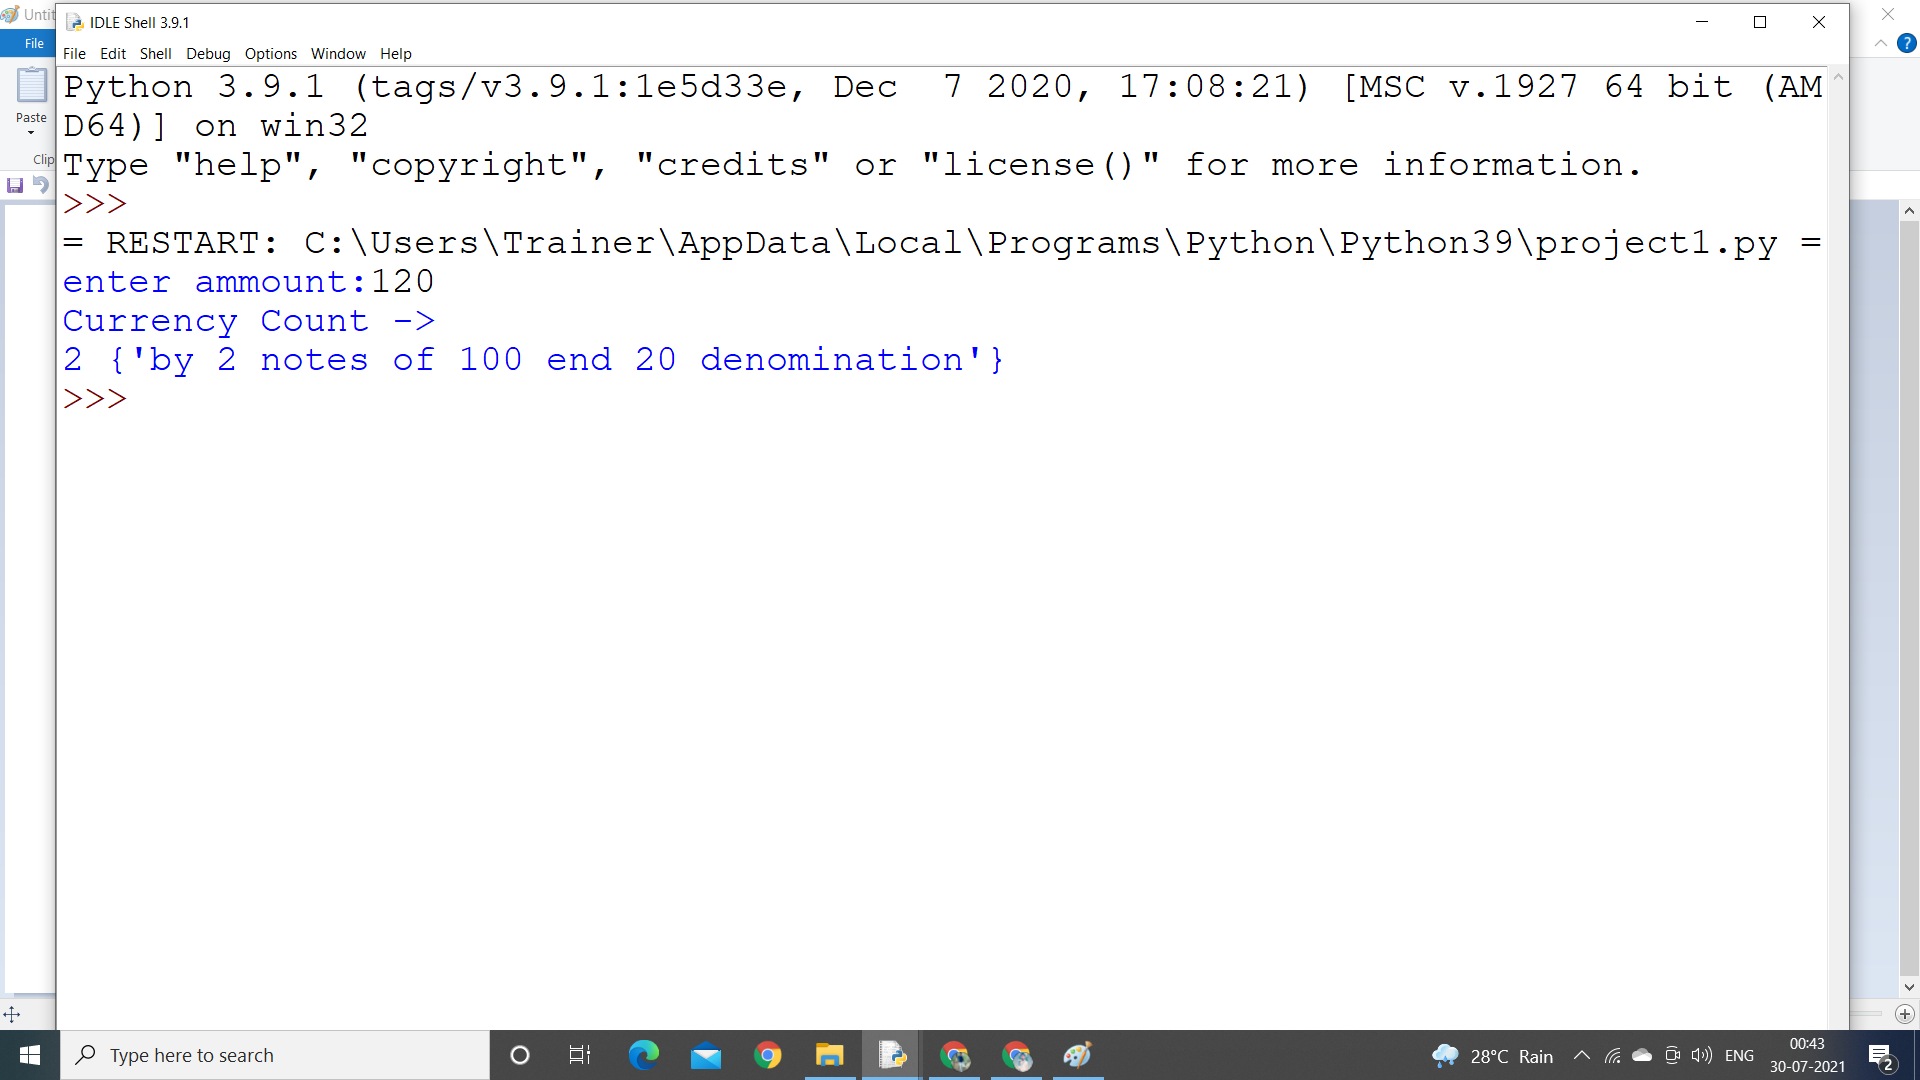 Untit
IDLE Shell 3.9.1
File
File Edit Shell Debug Options Window Help
Paste
Clip
Python 3.9.1 (tags/v3.9.1:1e5d33e, Dec  7 2020, 17:08:21) [MSC v.1927 64 bit (AM
D64)] on win32
Type "help", "copyright", "credits" or "license()" for more information.
>>>
= RESTART: C:\Users\Trainer\AppData\Local\Programs\Python\Python39\project1.py =
enter ammount:120
Currency Count ->
2 {'by 2 notes of 100 end 20 denomination'}
>>>
Type here to search
28°C Rain
ENG
00:43
30-07-2021
2